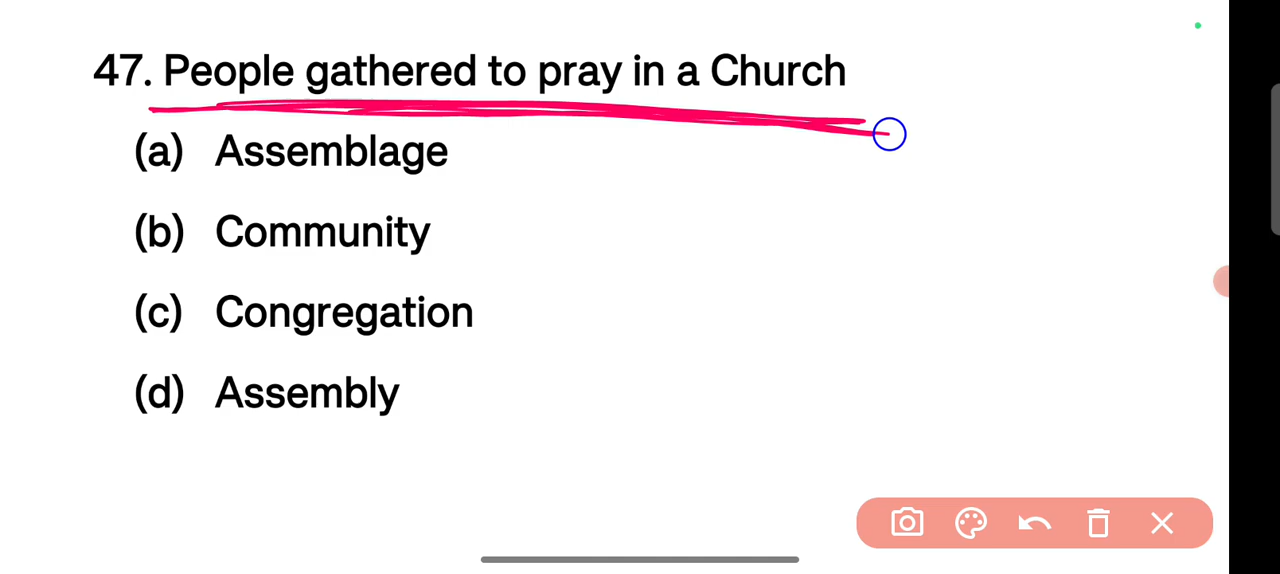 47. People gathered to pray in a Church
(a) Assemblage
(b) Community
(c) Congregation
(d) Assembly